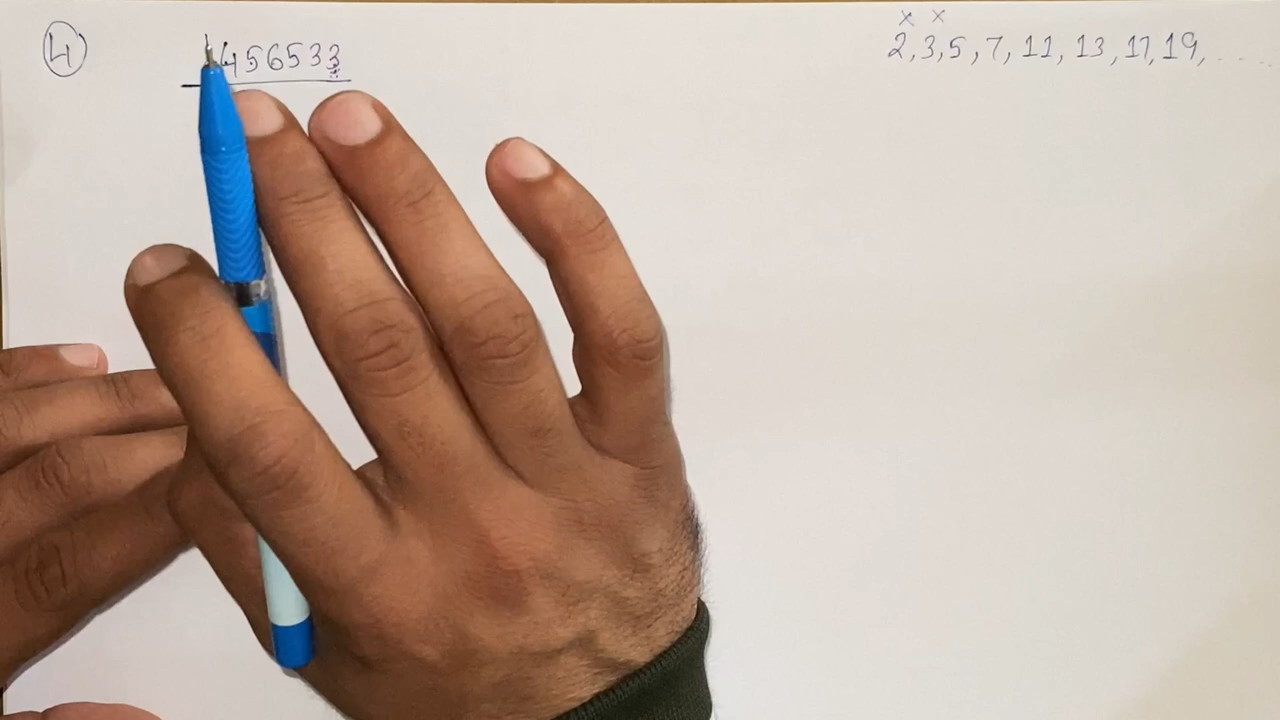 4
456533
x x
2, 3, 5, 7, 11, 13, 17, 19, .....